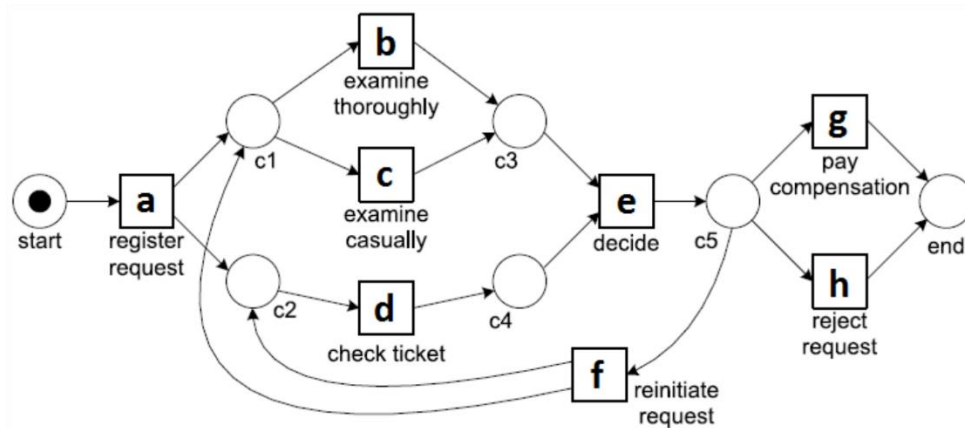 b
examine
thoroughly
g
c1
c3
pay
compensation
c
a
e
examine
casually
start
register
request
decide
c5
end
h
c2
d
c4
reject
request
check ticket
f
reinitiate
request